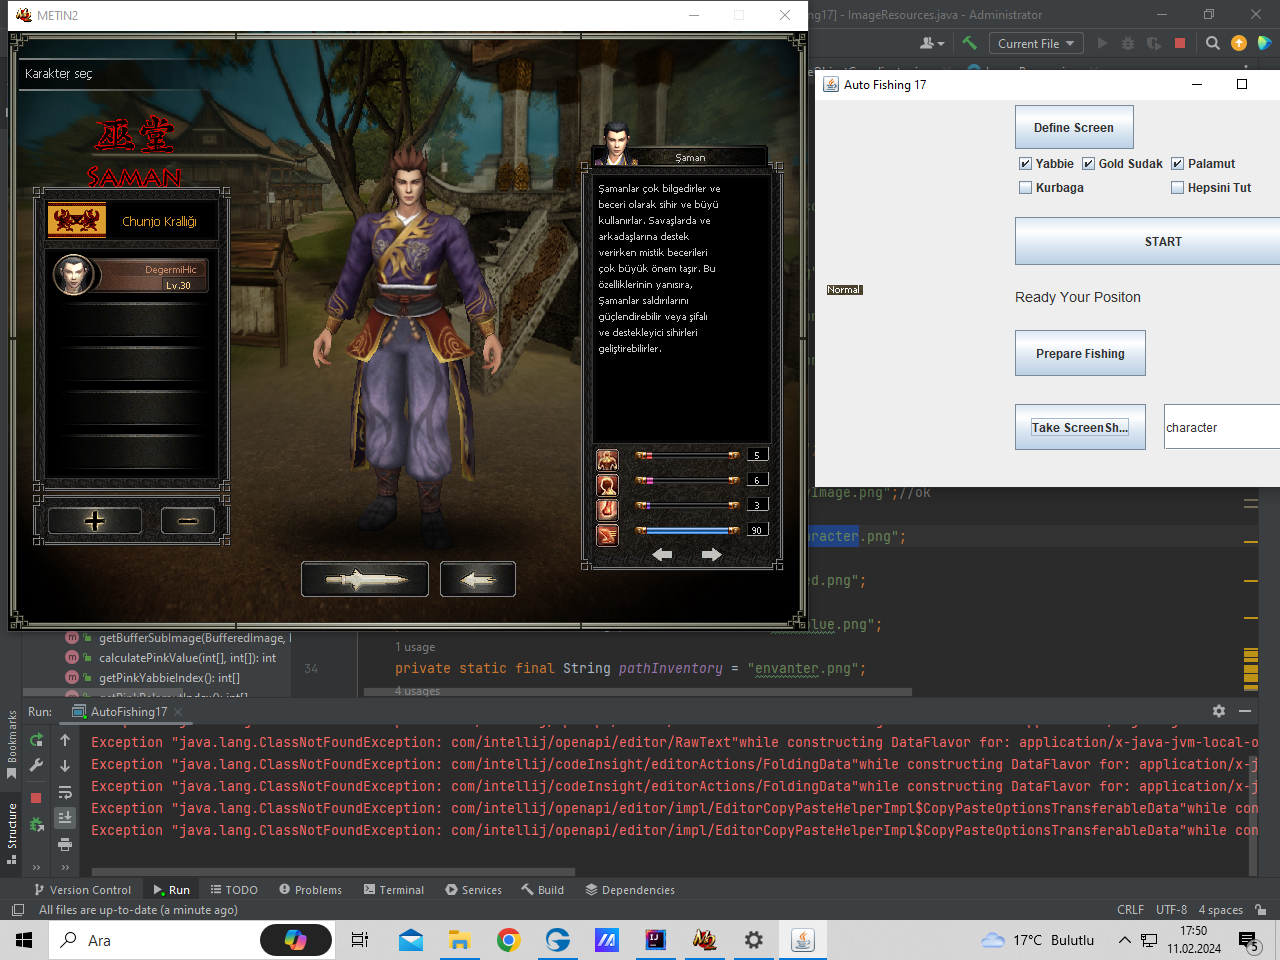 METIN2
ng17] - ImageResources.java - Administrator
Current File
Karakter seç
巫堂
SAMAN
Chunjo Krallığı
DegermiHic
Lv.30
Şaman
Şamanlar çok bilgedirler ve
beceri olarak sihir ve büyü
kullanırlar. Savaşlarda ve
arkadaşlarına destek
verirken mistik becerileri
çok büyük önem taşır. Bu
özelliklerinin yanısıra,
Şamanlar saldırılarını
güçlendirebilir veya şifalı
ve destekleyici sihirleri
geliştirebilirler.
5
6
3
90
Auto Fishing 17
Define Screen
Yabbie Gold Sudak Palamut
Kurbaga Hepsini Tut
START
Normal
Ready Your Positon
Prepare Fishing
Take ScreenSh...
character
yImage.png";//ok
aracter.png";
ed.png";
alue.png";
getBufferSubImage(BufferedImage, I
calculatePinkValue(int[], int[]): int
getPinkYabbieIndex(): int[]
getPinkPalamutIndex(): int[]
1 usage
34 private static final String pathInventory = "envanter.png";
4 usages
Run: AutoFishing17
Exception "java.lang.ClassNotFoundException: com/intellij/openapi/editor/RawText"while constructing DataFlavor for: application/x-java-jvm-local-o
Exception "java.lang.ClassNotFoundException: com/intellij/codeInsight/editorActions/FoldingData"while constructing DataFlavor for: application/x-j
Exception "java.lang.ClassNotFoundException: com/intellij/codeInsight/editorActions/FoldingData"while constructing DataFlavor for: application/x-j
Exception "java.lang.ClassNotFoundException: com/intellij/openapi/editor/impl/EditorCopyPasteHelperImpl$CopyPasteOptionsTransferableData"while con
Exception "java.lang.ClassNotFoundException: com/intellij/openapi/editor/impl/EditorCopyPasteHelperImpl$CopyPasteOptionsTransferableData"while con
Bookmarks
Structure
Version Control Run TODO Problems Terminal Services Build Dependencies
All files are up-to-date (a minute ago)
CRLF UTF-8 4 spaces
Ara
17°C Bulutlu
17:50
11.02.2024
5